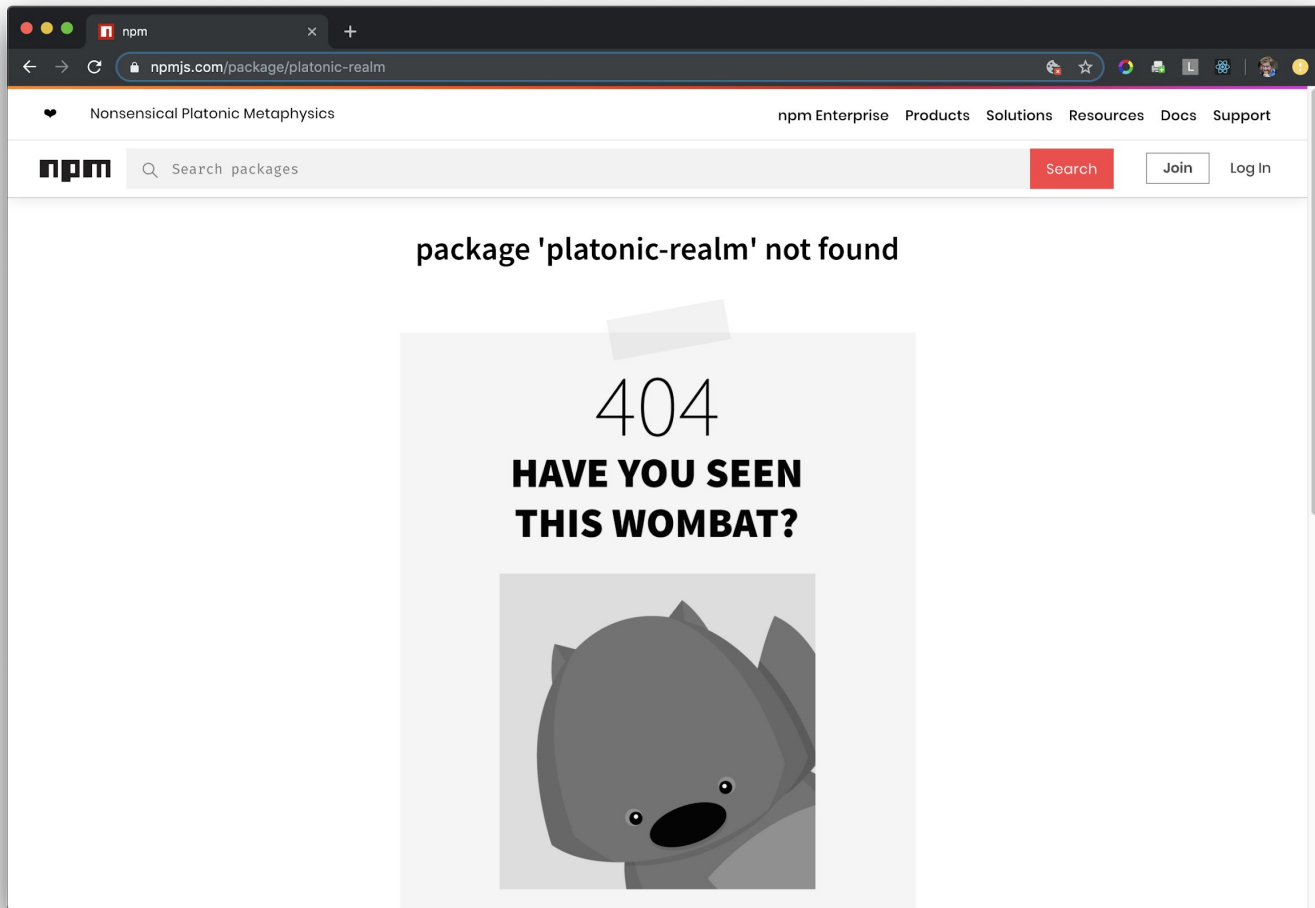 npm
npmjs.com/package/platonic-realm
L
❤ Nonsensical Platonic Metaphysics
npm Enterprise Products Solutions Resources Docs Support
npm
Search packages
Search
Join
Log In
package 'platonic-realm' not found
404
HAVE YOU SEEN
THIS WOMBAT?